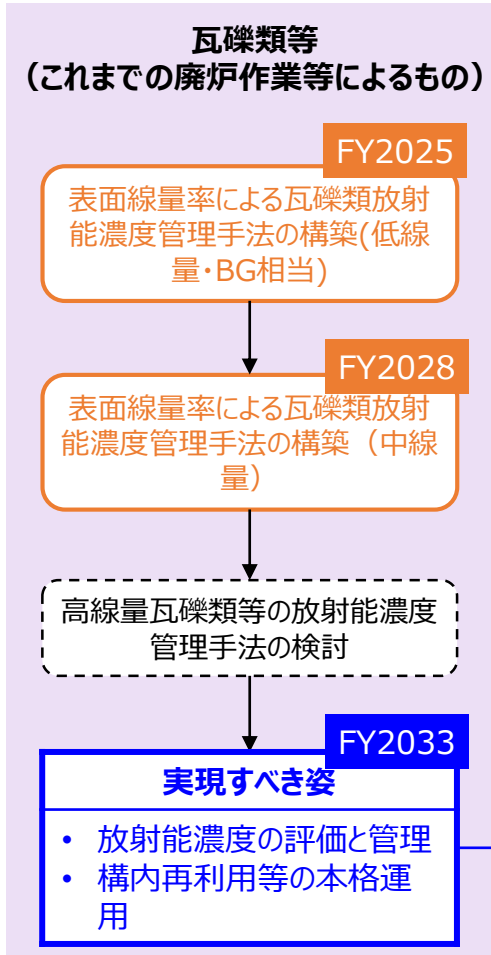 瓦礫類等
（これまでの廃炉作業等によるもの）
FY2025
表面線量率による瓦礫類放射
能濃度管理手法の構築(低線
量・BG相当)
FY2028
表面線量率による瓦礫類放射
能濃度管理手法の構築（中線
量）
高線量瓦礫類等の放射能濃度
管理手法の検討
FY2033
実現すべき姿
• 放射能濃度の評価と管理
• 構内再利用等の本格運
用